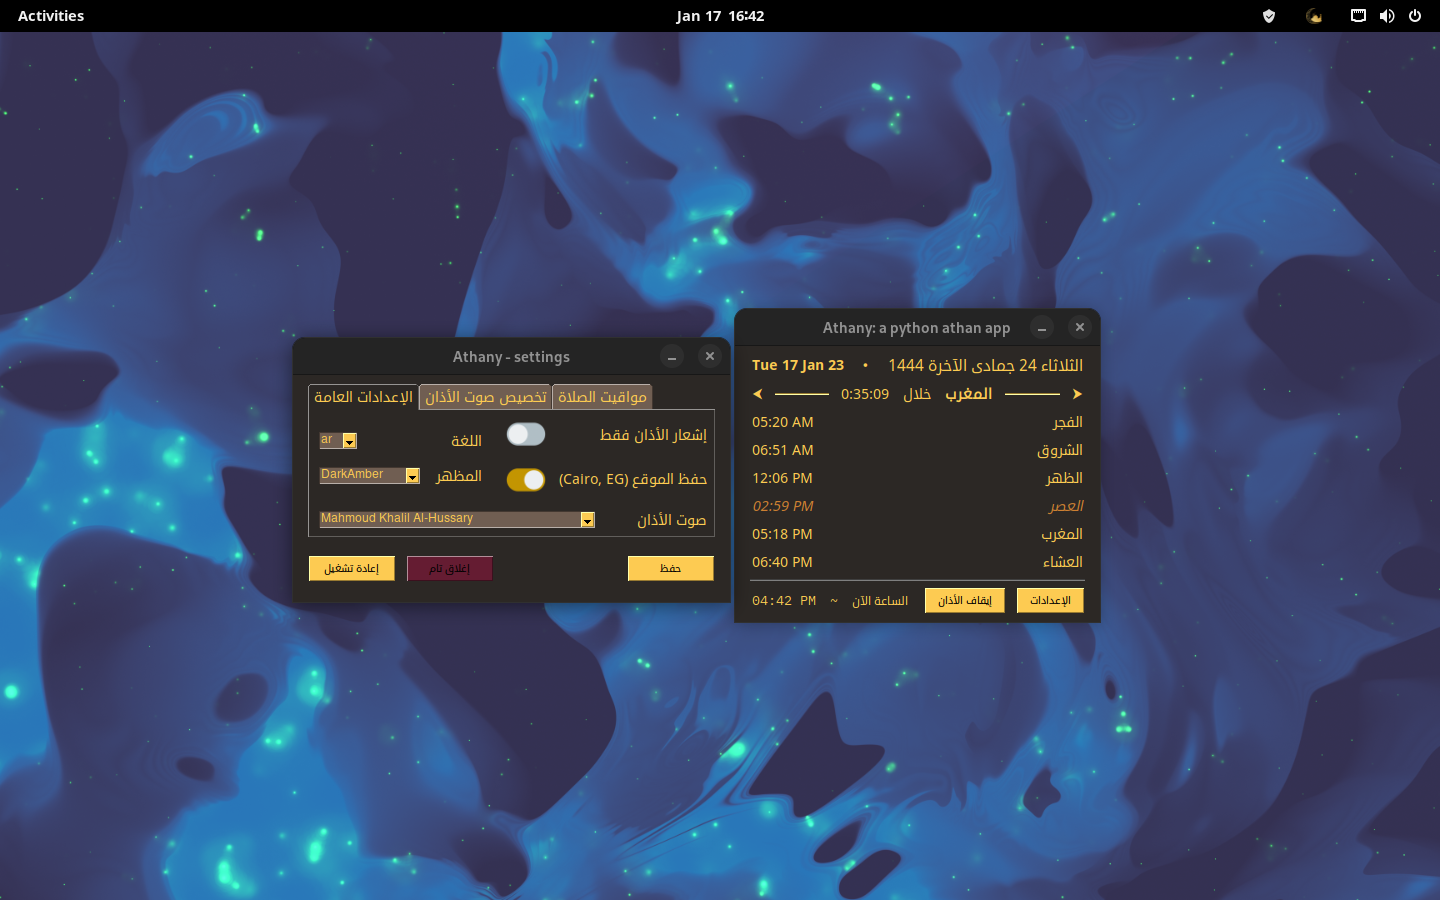 Activities
Jan 17 16:42
Athany - settings
الإعدادات العامة
تخصيص صوت الأذان
مواقيت الصلاة
إشعار الأذان فقط
اللغة
ar
حفظ الموقع (Cairo, EG)
المظهر
DarkAmber
صوت الأذان
Mahmoud Khalil Al-Hussary
إعادة تشغيل
إغلاق تام
حفظ
Athany: a python athan app
Tue 17 Jan 23 • الثلاثاء 24 جمادى الآخرة 1444
المغرب خلال 0:35:09
الفجر 05:20 AM
الشروق 06:51 AM
الظهر 12:06 PM
العصر 02:59 PM
المغرب 05:18 PM
العشاء 06:40 PM
الساعة الآن ~ 04:42 PM
إيقاف الأذان
الإعدادات